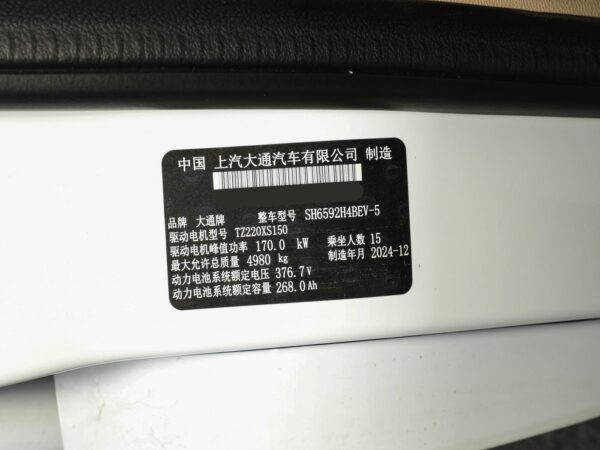 中国 上汽大通汽车有限公司 制造
品牌 大通牌 整车型号 SH6592H4BEV-5
驱动电机型号 TZ220XS150
驱动电机峰值功率 170.0 kW 乘坐人数 15
最大允许总质量 4980 kg 制造年月 2024-12
动力电池系统额定电压 376.7V
动力电池系统额定容量 268.0Ah